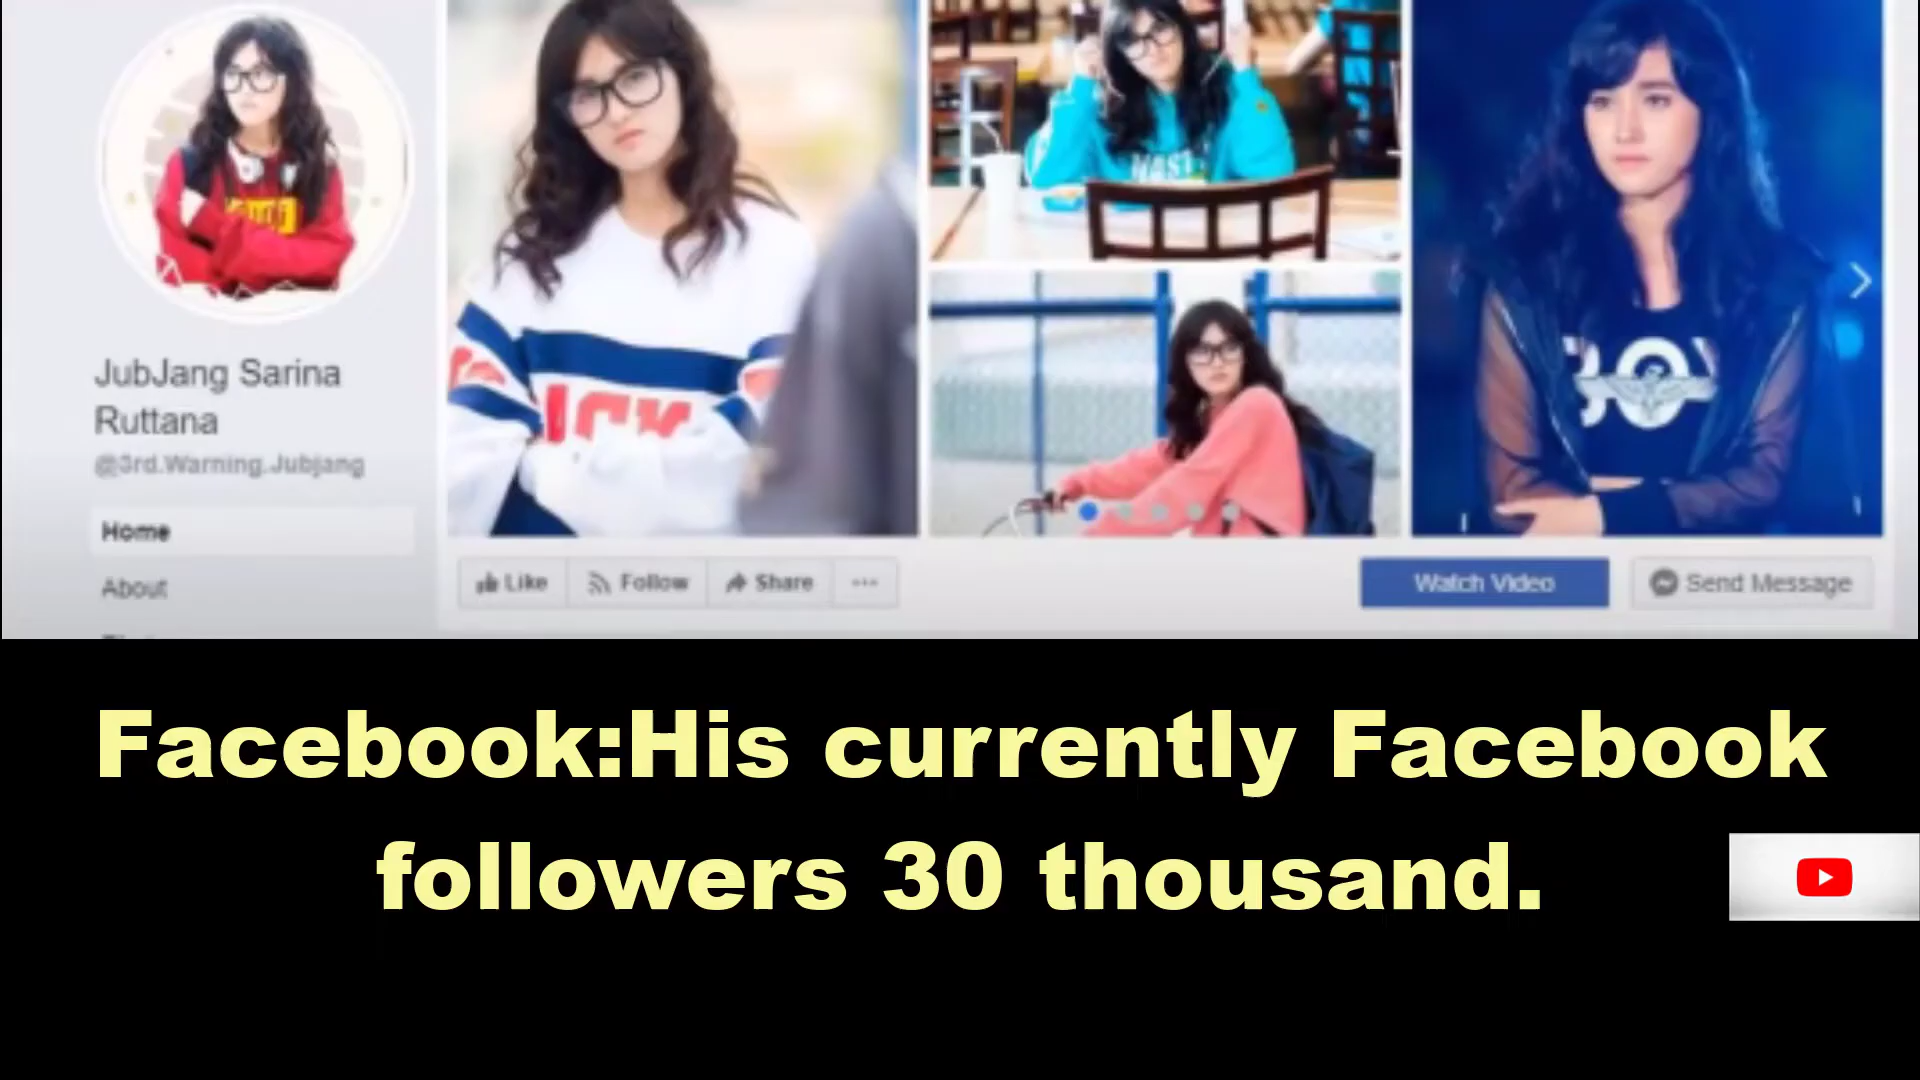 JubJang Sarina
Ruttana
@3rd.Warning.Jubjang
Home
About
Like
Follow
Share
Watch Video
Send Message
Facebook:His currently Facebook
followers 30 thousand.